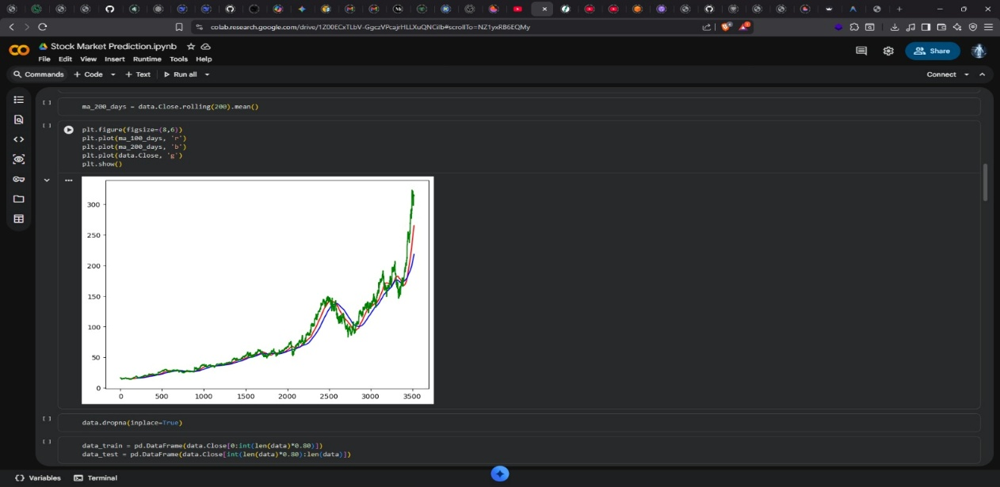 colab.research.google.com/drive/1Z00ECxTLbV-GgczVPcajrHLLXuQNCilb#scrollTo=NZ1yxRB6EQMy
Stock Market Prediction.ipynb
File Edit View Insert Runtime Tools Help
Share
Commands + Code + Text Run all
Connect
[ ] ma_200_days = data.Close.rolling(200).mean()
[ ] plt.figure(figsize=(8,6))
plt.plot(ma_100_days, 'r')
plt.plot(ma_200_days, 'b')
plt.plot(data.Close, 'g')
plt.show()
300
250
200
150
100
50
0
0 500 1000 1500 2000 2500 3000 3500
[ ] data.dropna(inplace=True)
[ ] data_train = pd.DataFrame(data.Close[0:int(len(data)*0.80)])
data_test = pd.DataFrame(data.Close[int(len(data)*0.80):len(data)])
Variables Terminal